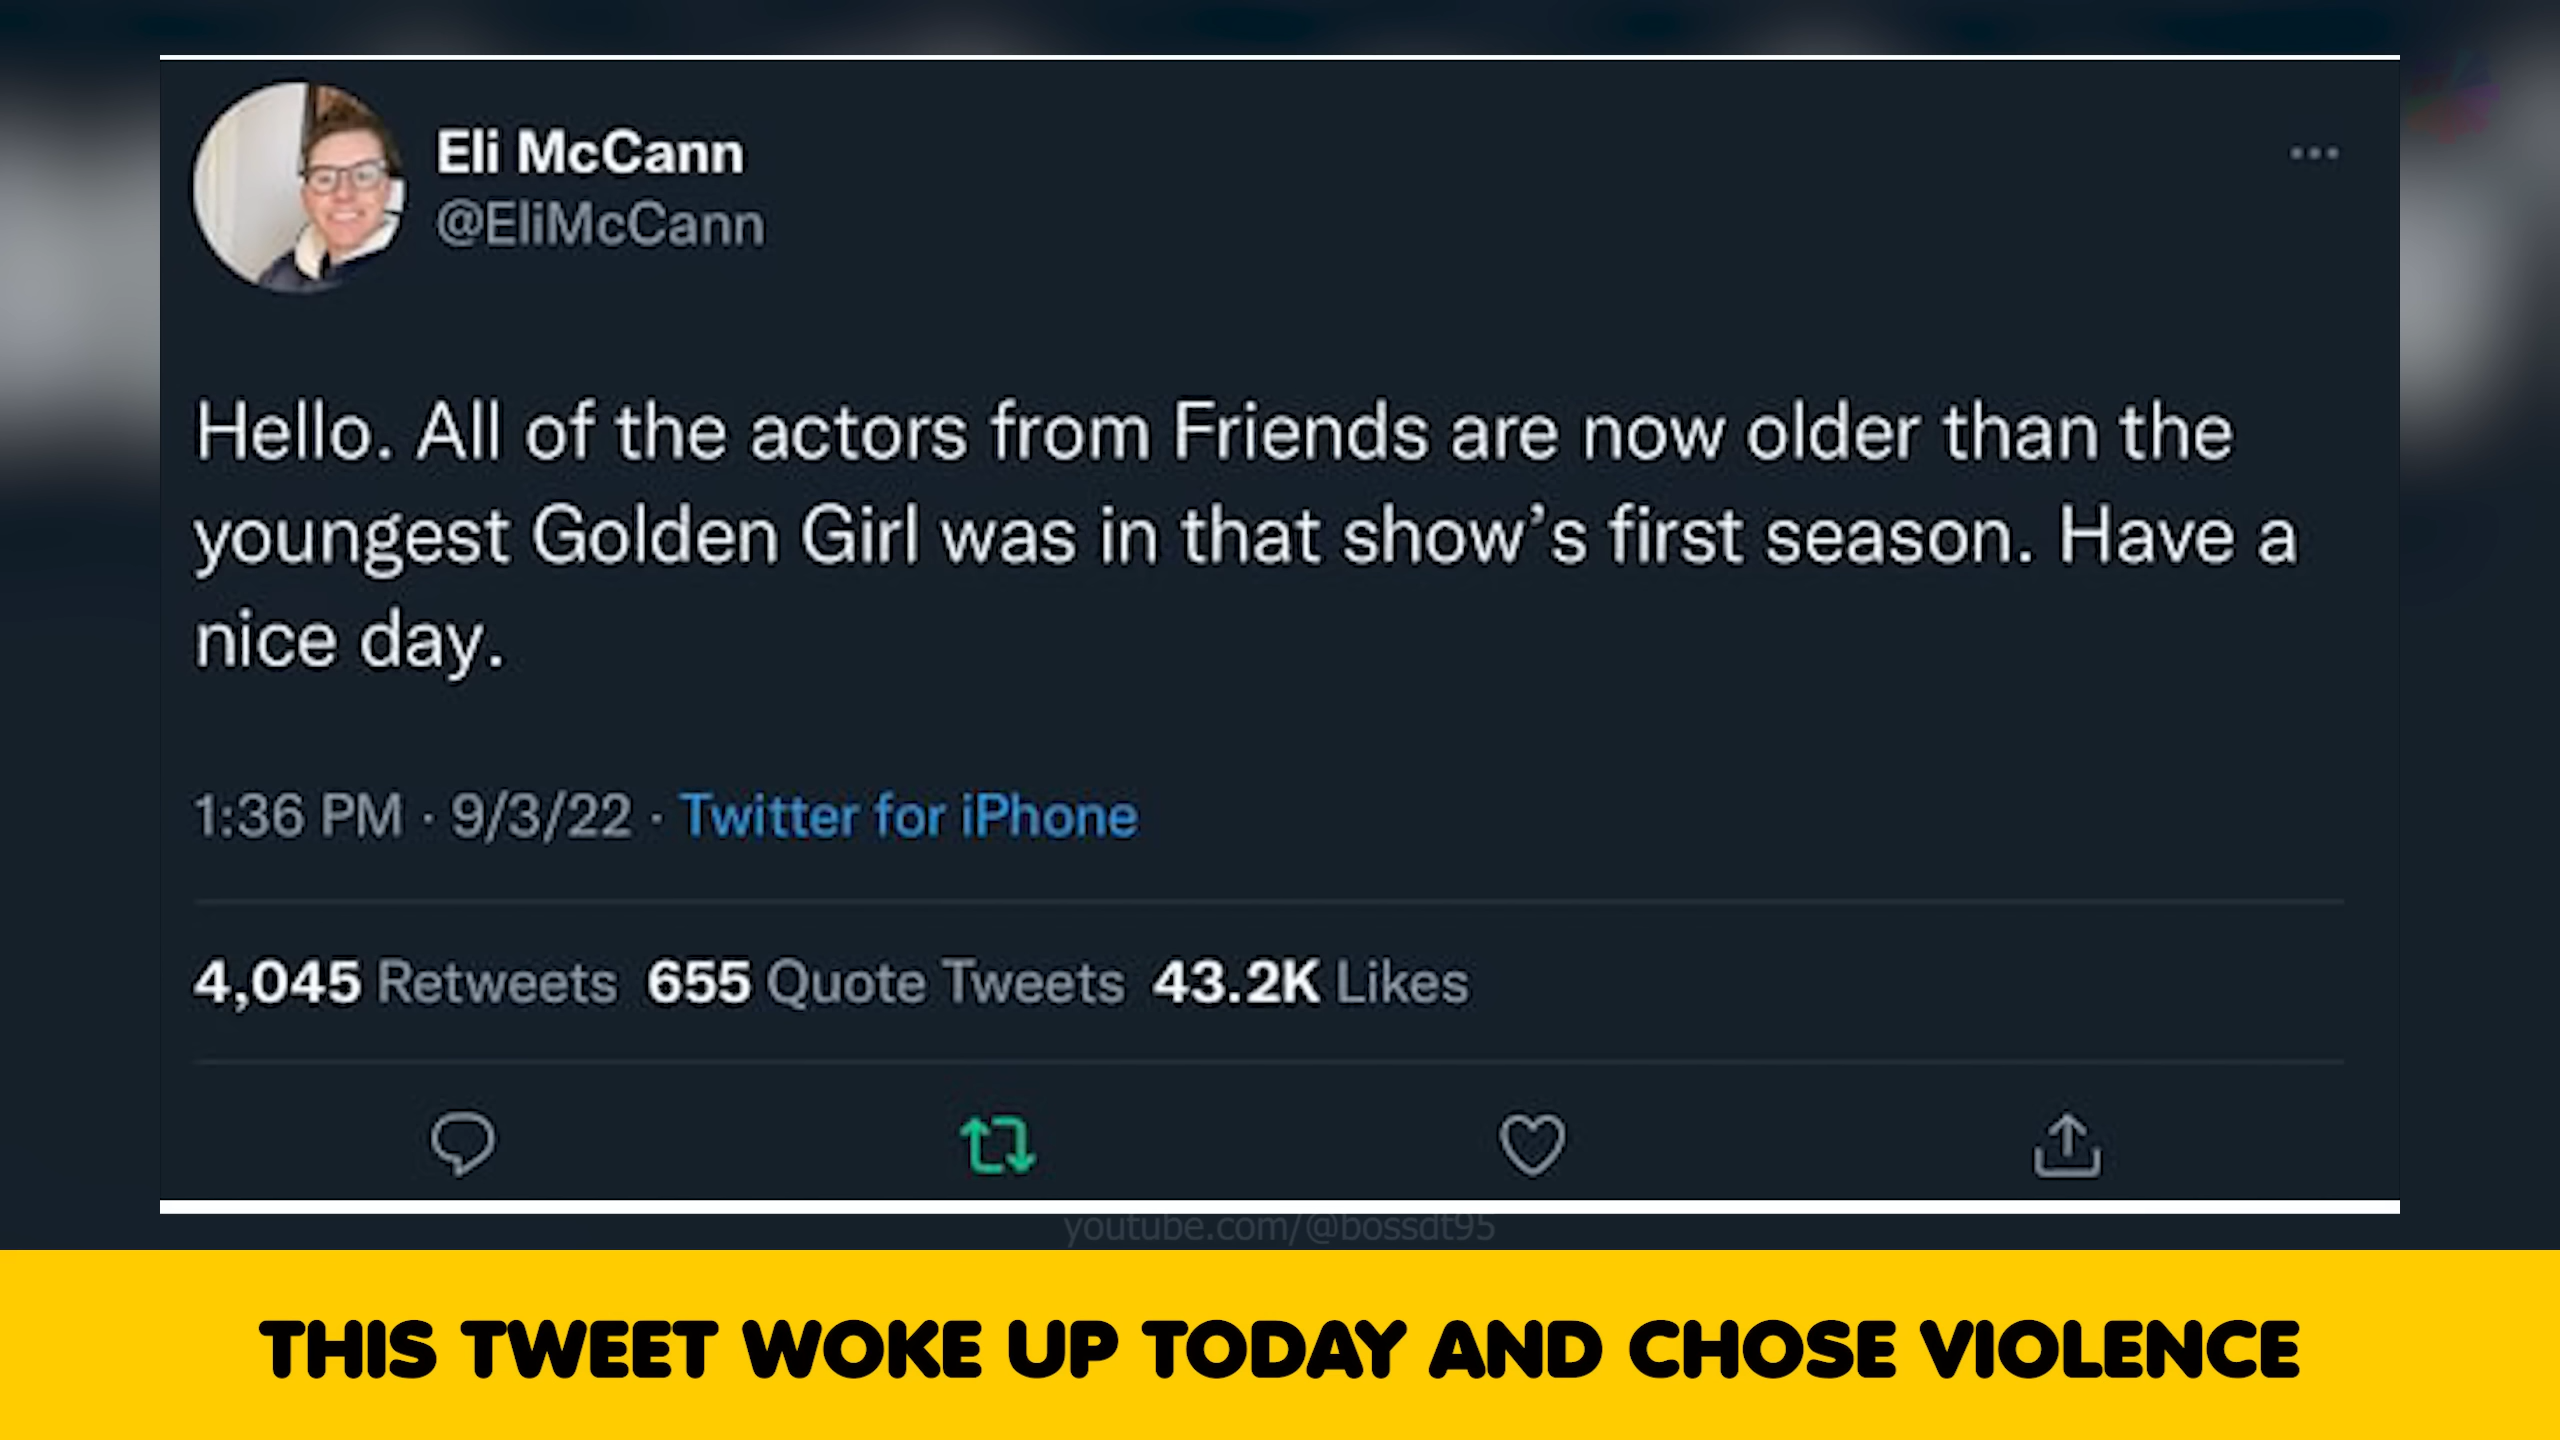 Eli McCann
@EliMcCann
Hello. All of the actors from Friends are now older than the
youngest Golden Girl was in that show’s first season. Have a
nice day.
1:36 PM · 9/3/22 · Twitter for iPhone
4,045 Retweets 655 Quote Tweets 43.2K Likes
youtube.com/@bossdt95
THIS TWEET WOKE UP TODAY AND CHOSE VIOLENCE